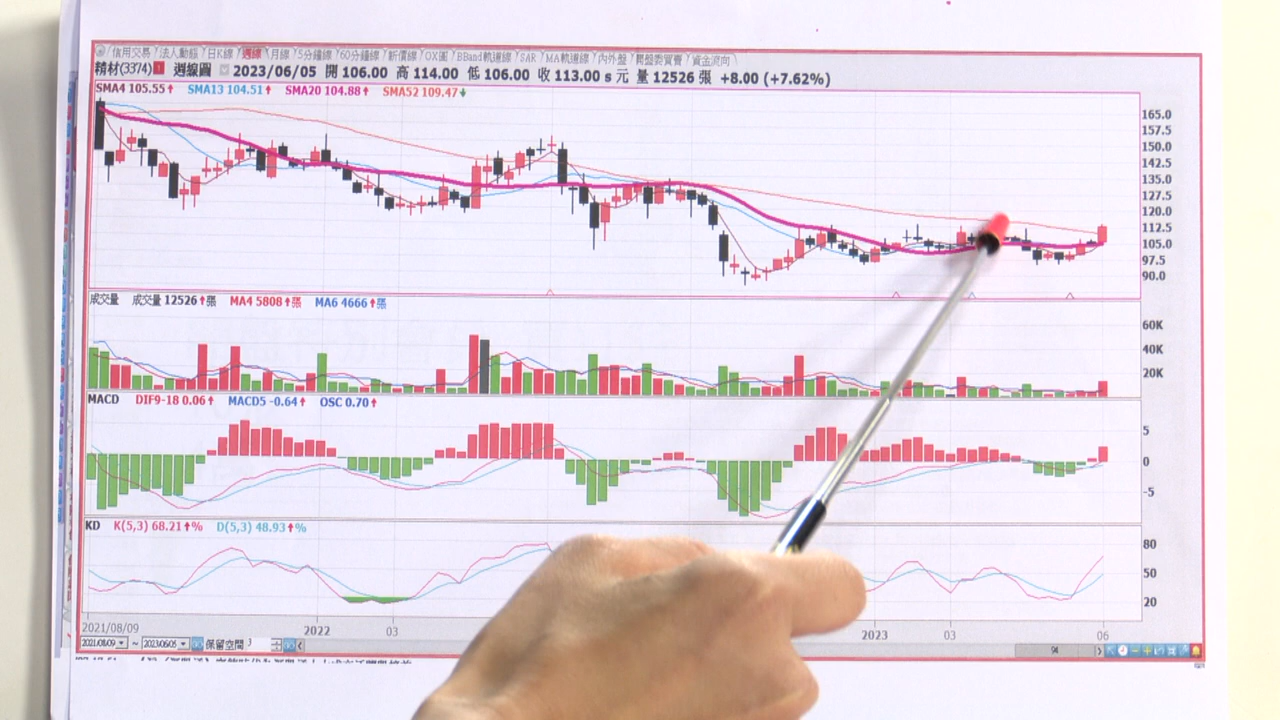 信用交易 法人動態 日K線 週線 月線 5分鐘線 60分鐘線 新價線 OX圖 BBand軌道線 SAR MA軌道線 內外盤 買盤委買賣 資金流向
精材(3374) 週線圖 2023/06/05 開 106.00 高 114.00 低 106.00 收 113.00 s 元 量 12526 張 +8.00 (+7.62%)
SMA4 105.55↑ SMA13 104.51↑ SMA20 104.88↑ SMA52 109.47↓
165.0
157.5
150.0
142.5
135.0
127.5
120.0
112.5
105.0
97.5
90.0
成交量 成交量 12526↑張 MA4 5808↑張 MA6 4666↑張
60K
40K
20K
MACD DIF9-18 0.06↑ MACD5 -0.64↑ OSC 0.70↑
5
0
-5
KD K(5,3) 68.21↑% D(5,3) 48.93↑%
80
50
20
2021/08/09 2022 03 2023 03 06
2021/08/09 ~ 2023/06/05 保留空間 3 94